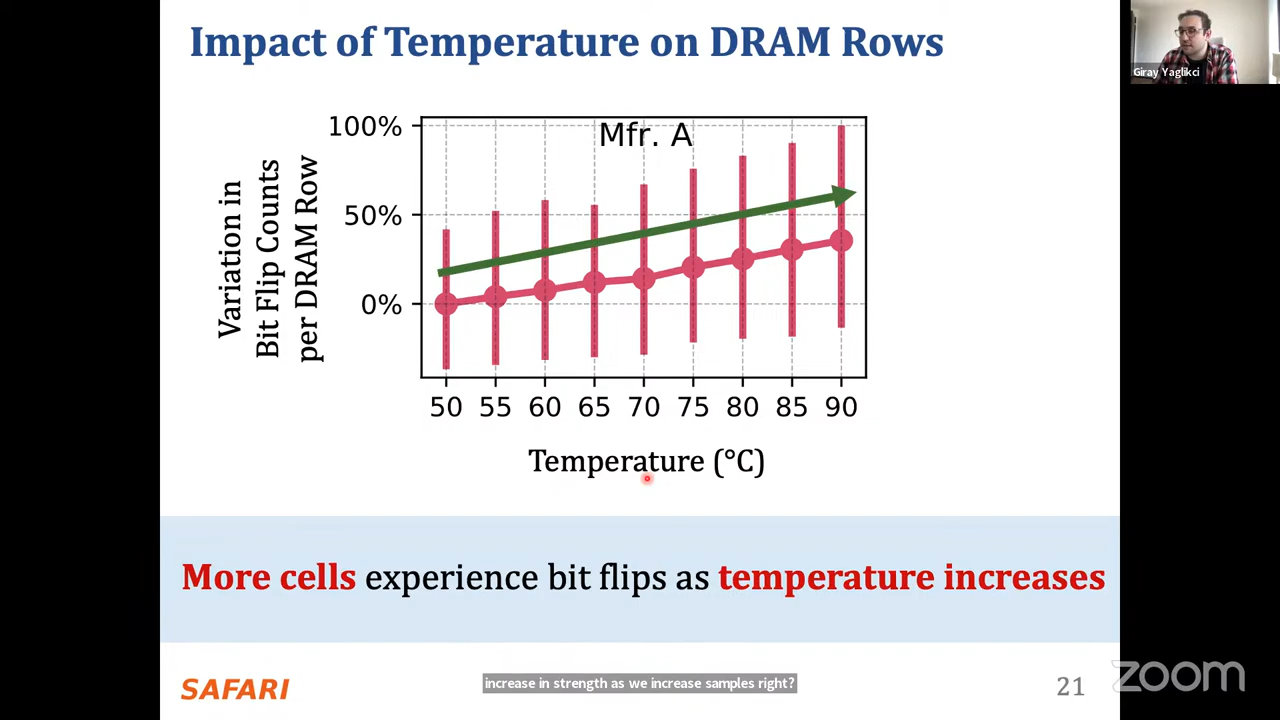 Impact of Temperature on DRAM Rows
Giray Yaglikci
Mfr. A
100%
50%
0%
Variation in
Bit Flip Counts
per DRAM Row
50 55 60 65 70 75 80 85 90
Temperature (°C)
More cells experience bit flips as temperature increases
SAFARI
increase in strength as we increase samples right?
21
zoom